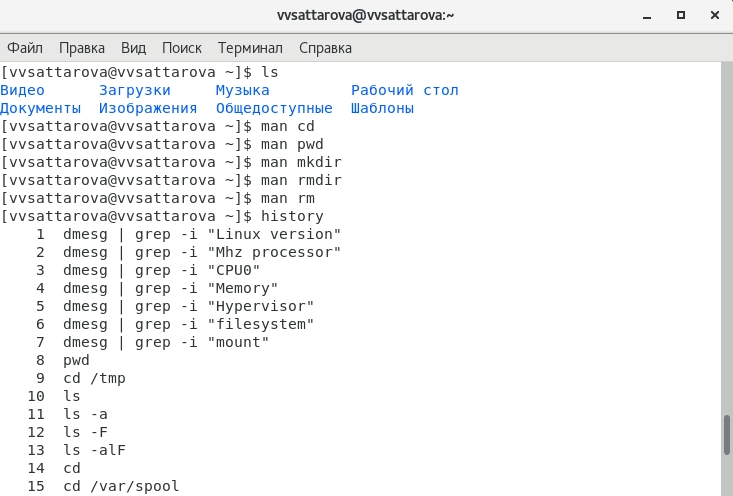 vvsattarova@vvsattarova:~
Файл Правка Вид Поиск Терминал Справка
[vvsattarova@vvsattarova ~]$ ls
Видео Загрузки Музыка Рабочий стол
Документы Изображения Общедоступные Шаблоны
[vvsattarova@vvsattarova ~]$ man cd
[vvsattarova@vvsattarova ~]$ man pwd
[vvsattarova@vvsattarova ~]$ man mkdir
[vvsattarova@vvsattarova ~]$ man rmdir
[vvsattarova@vvsattarova ~]$ man rm
[vvsattarova@vvsattarova ~]$ history
1 dmesg | grep -i "Linux version"
2 dmesg | grep -i "Mhz processor"
3 dmesg | grep -i "CPU0"
4 dmesg | grep -i "Memory"
5 dmesg | grep -i "Hypervisor"
6 dmesg | grep -i "filesystem"
7 dmesg | grep -i "mount"
8 pwd
9 cd /tmp
10 ls
11 ls -a
12 ls -F
13 ls -alF
14 cd
15 cd /var/spool